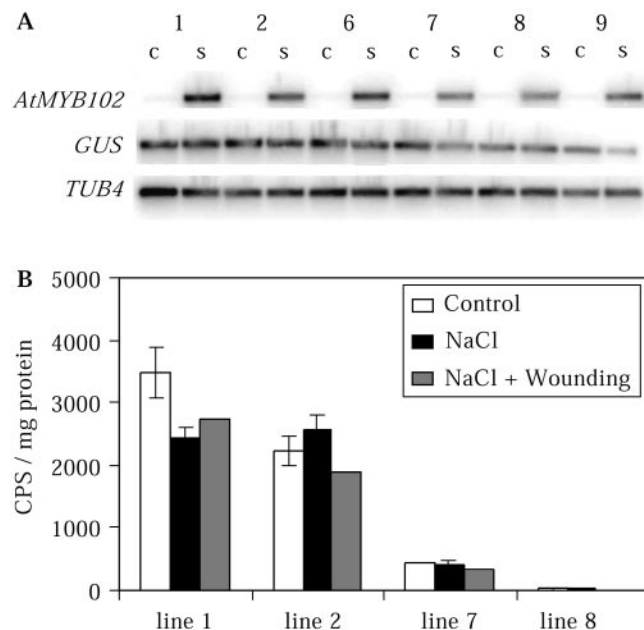 A 1 2 6 7 8 9
c s c s c s c s c s c s
AtMYB102
GUS
TUB4
B
5000
4000
3000
2000
1000
0
CPS / mg protein
Control
NaCl
NaCl + Wounding
line 1 line 2 line 7 line 8